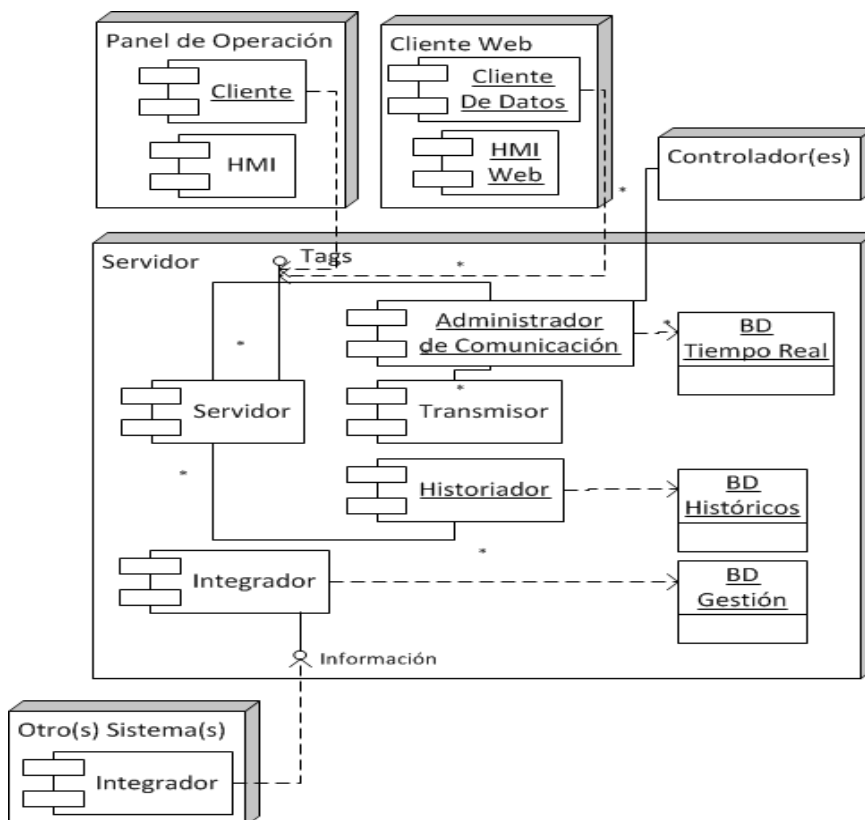 Panel de Operación
Cliente
HMI
Cliente Web
Cliente
De Datos
HMI
Web
Controlador(es)
*
Servidor
Tags
*
Administrador
de Comunicación
*
BD
Tiempo Real
*
Servidor
*
Transmisor
*
Historiador
BD
Históricos
*
Integrador
BD
Gestión
Información
Otro(s) Sistema(s)
Integrador